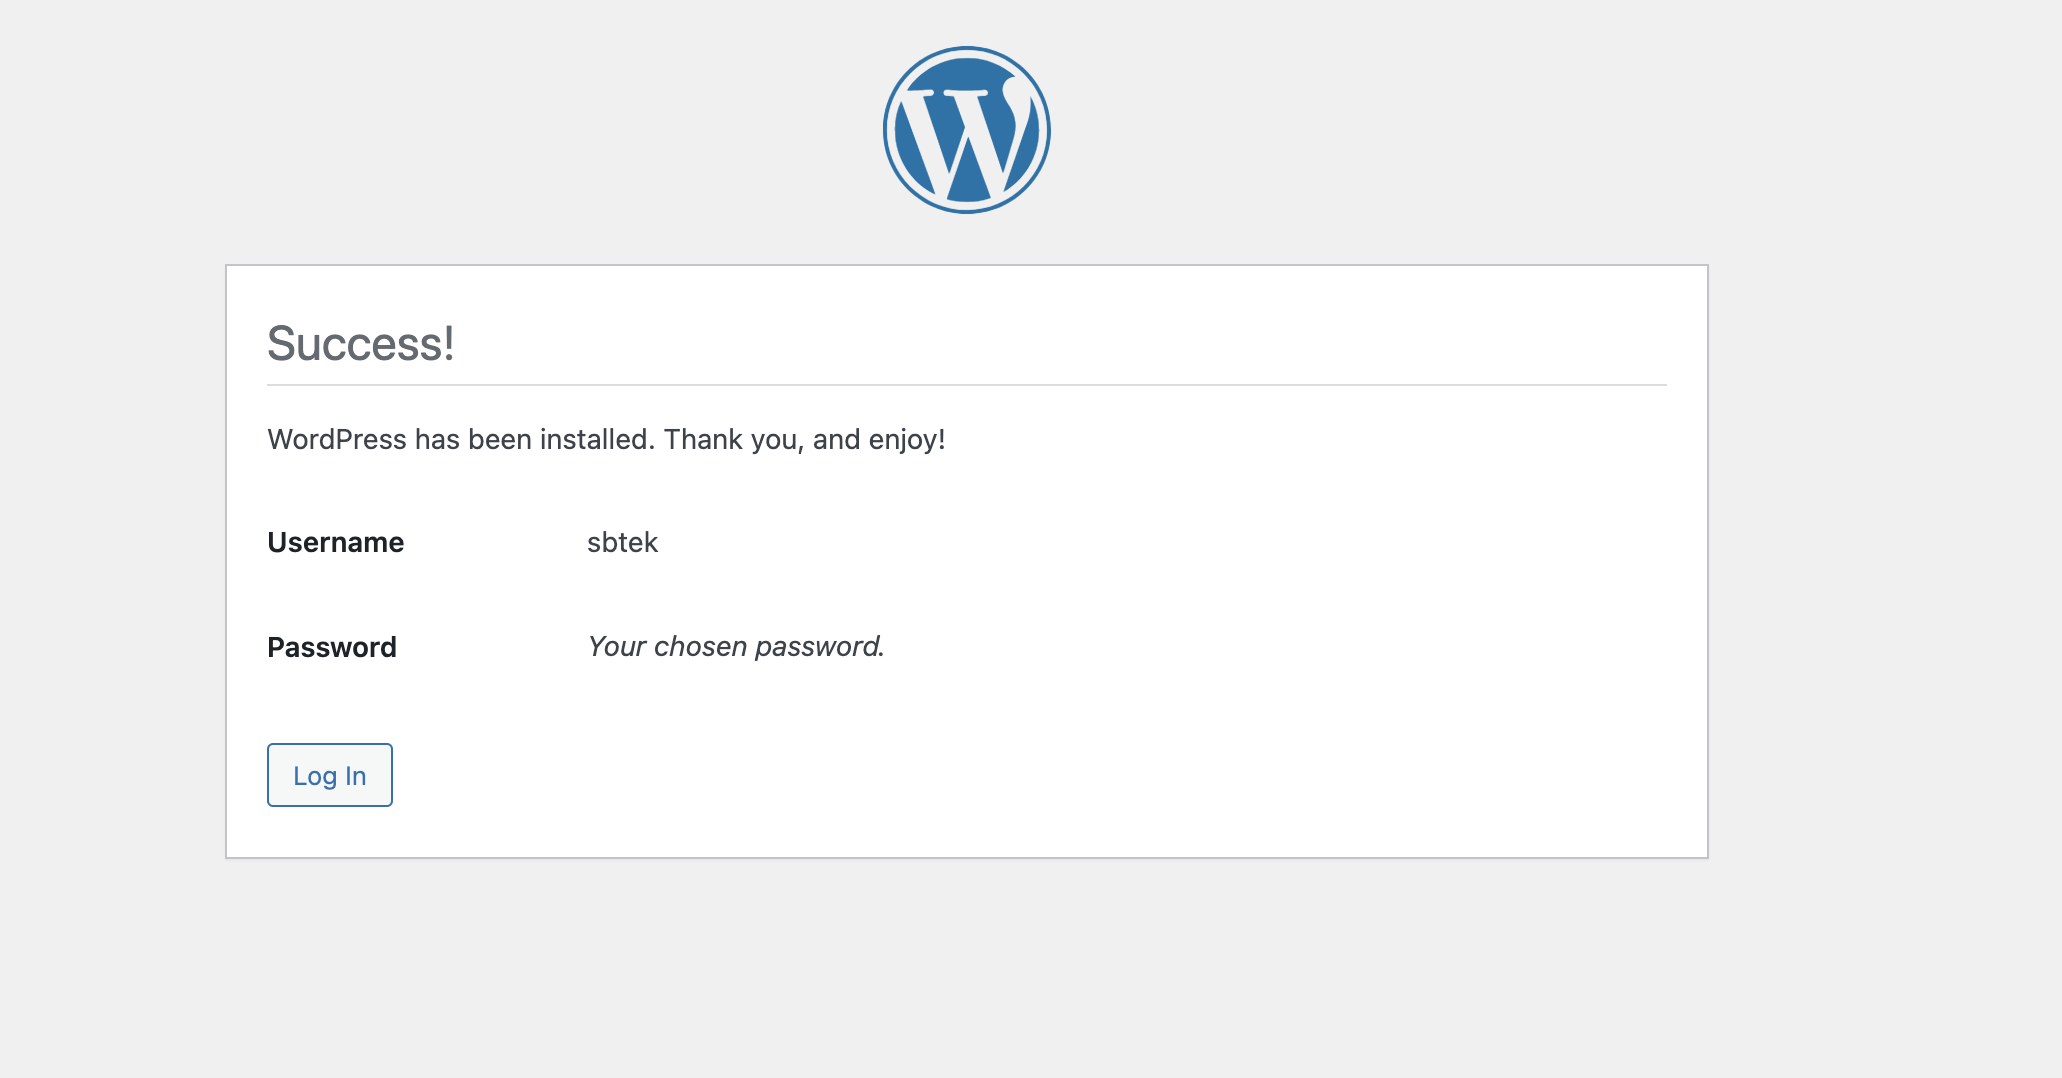 Success!
WordPress has been installed. Thank you, and enjoy!
Username sbtek
Password Your chosen password.
Log In